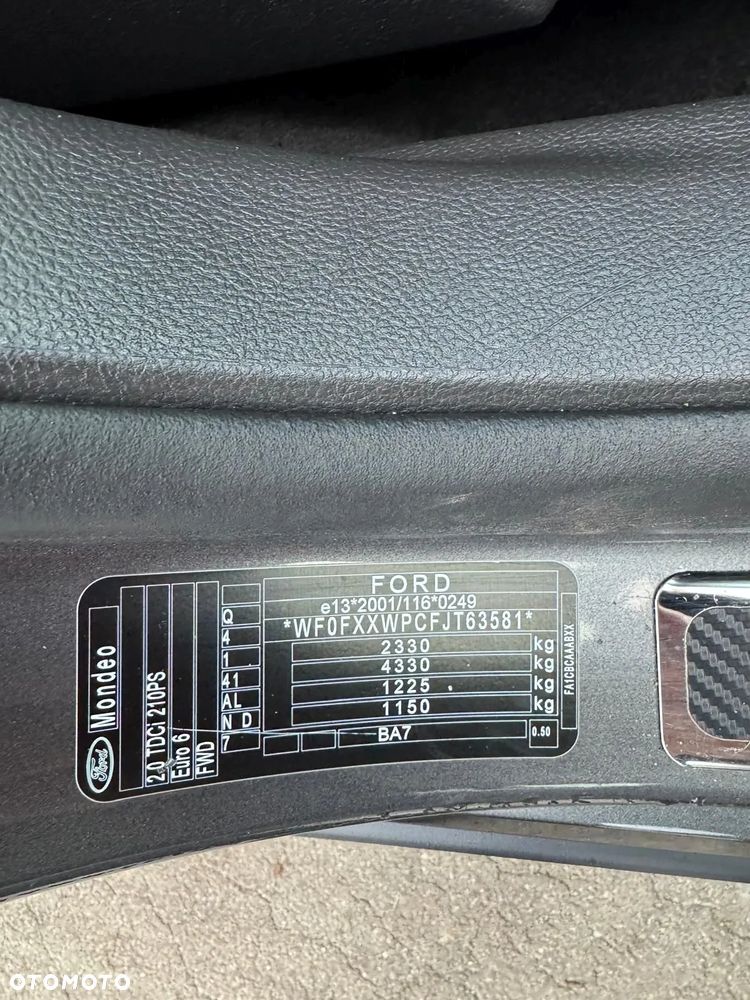 FORD
e13*2001/116*0249
*WF0FXXWPCFJT63581*
2330 kg
4330 kg
1225 kg
1150 kg
BA7
0.50
Q
4
1
41
AL
N D
7
Ford
Mondeo
2.0 TDCi 210PS
Euro 6
FWD
FA1CBCAAABXX
OTOMOTO